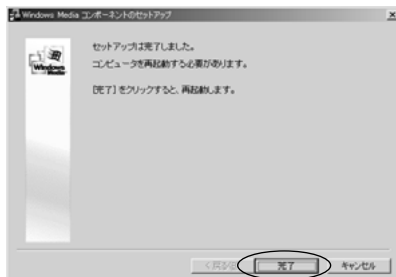 Windows Media コンポーネントのセットアップ
セットアップは完了しました。
コンピュータを再起動する必要があります。
[完了] をクリックすると、再起動します。
Windows
Media
完了
キャンセル